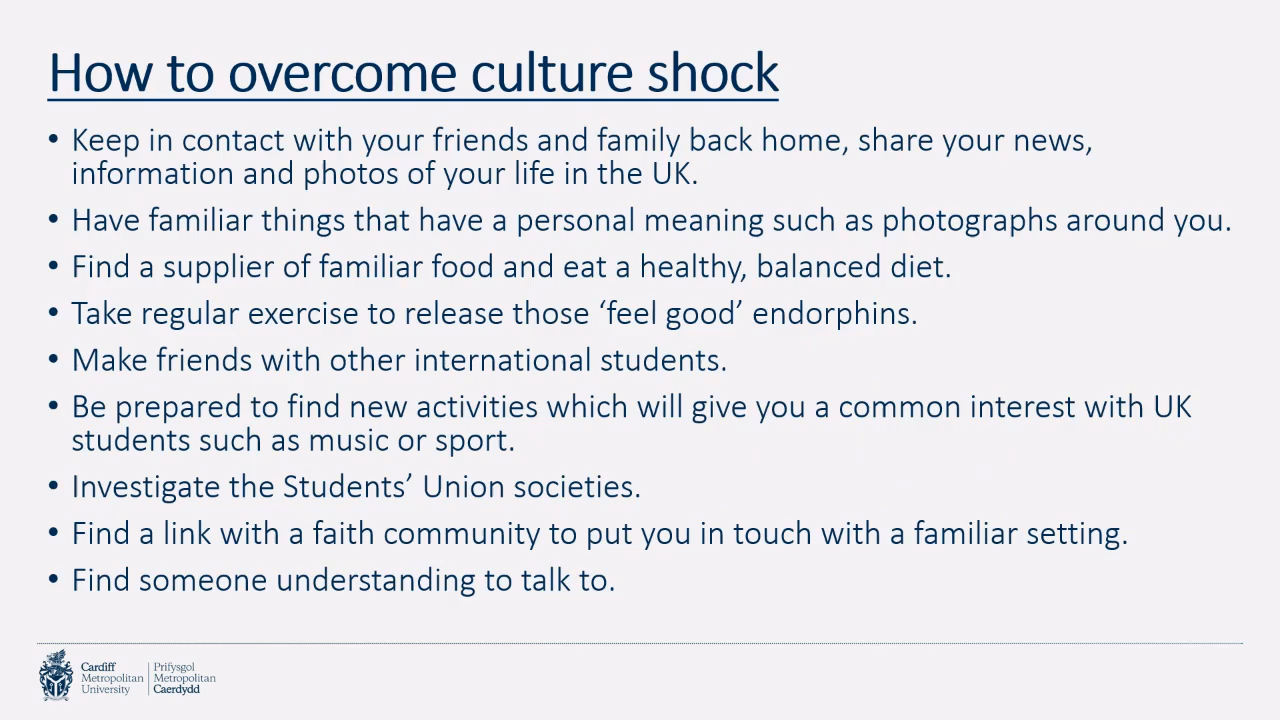 How to overcome culture shock
• Keep in contact with your friends and family back home, share your news,
information and photos of your life in the UK.
• Have familiar things that have a personal meaning such as photographs around you.
• Find a supplier of familiar food and eat a healthy, balanced diet.
• Take regular exercise to release those ‘feel good’ endorphins.
• Make friends with other international students.
• Be prepared to find new activities which will give you a common interest with UK
students such as music or sport.
• Investigate the Students’ Union societies.
• Find a link with a faith community to put you in touch with a familiar setting.
• Find someone understanding to talk to.
Cardiff
Metropolitan
University
Prifysgol
Metropolitan
Caerdydd